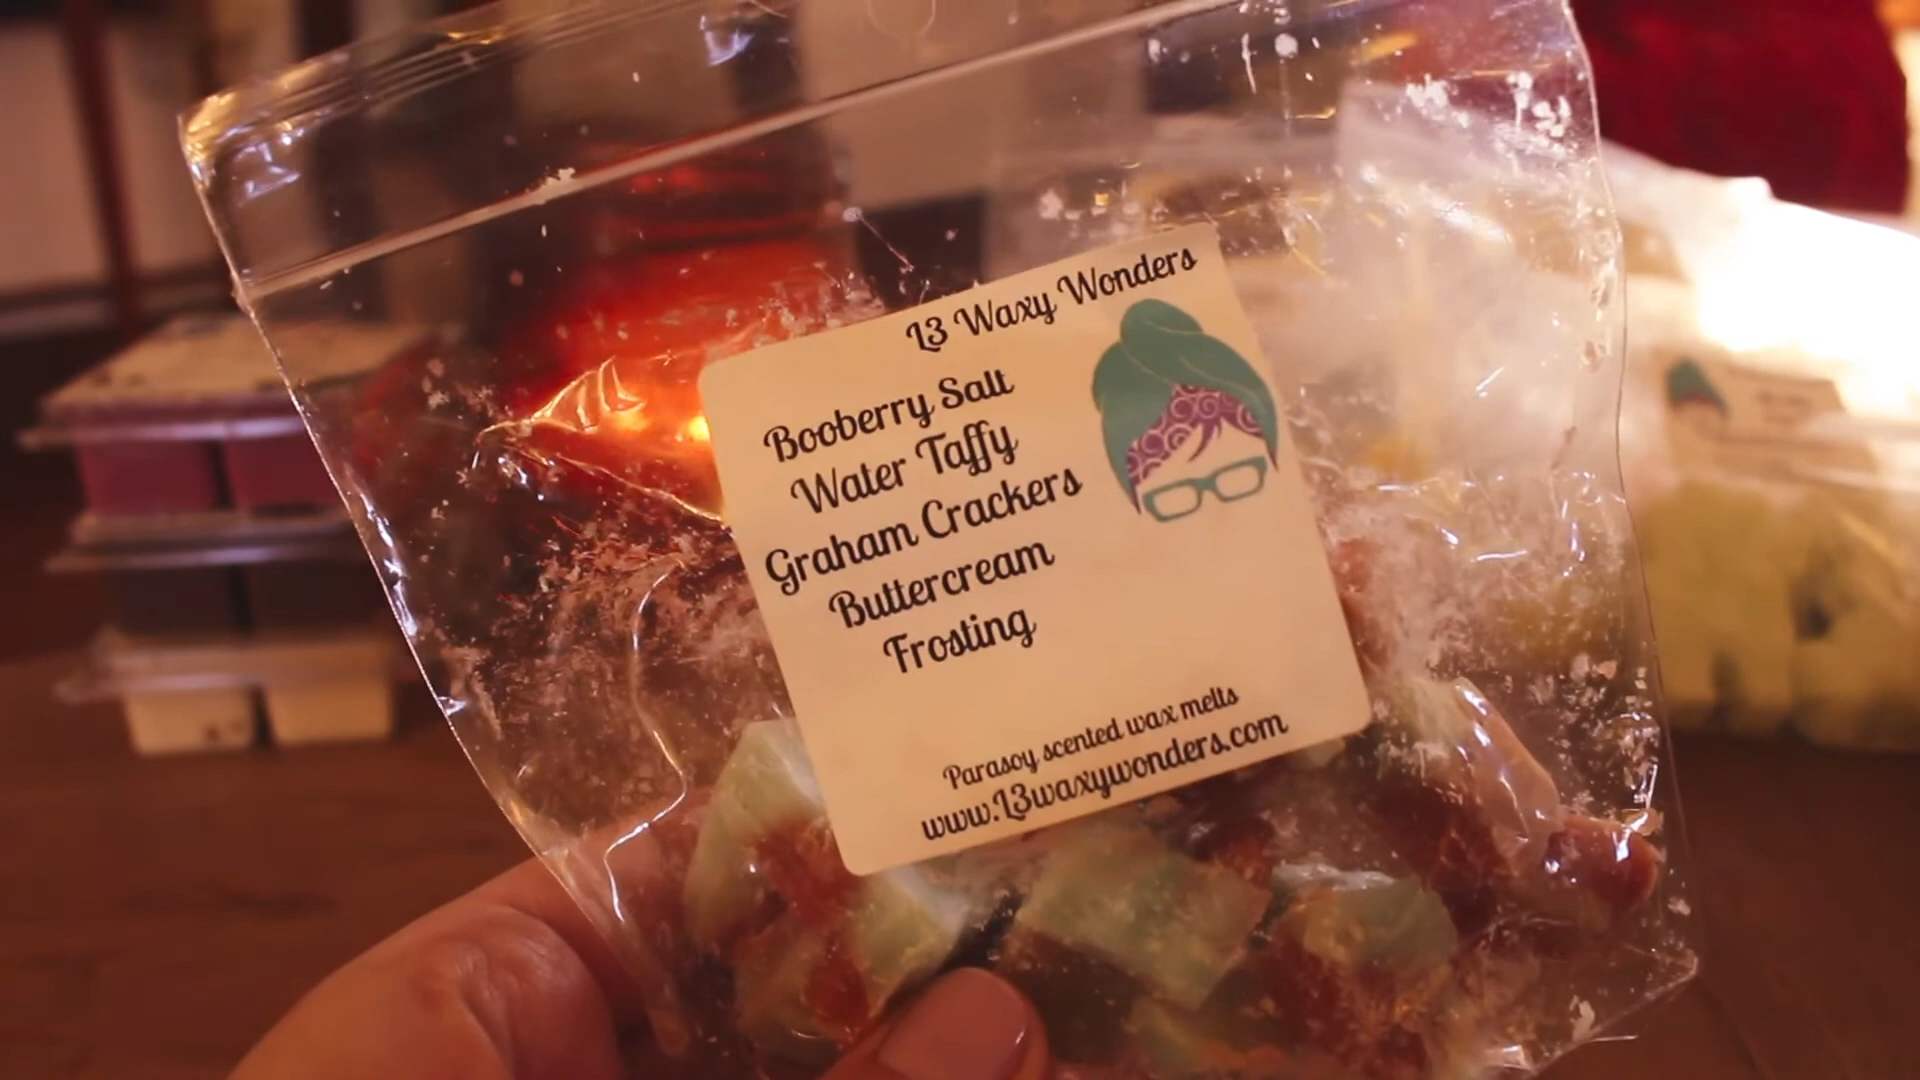 L3 Waxy Wonders
Booberry Salt
Water Taffy
Graham Crackers
Buttercream
Frosting
Parasoy scented wax melts
www.L3waxywonders.com